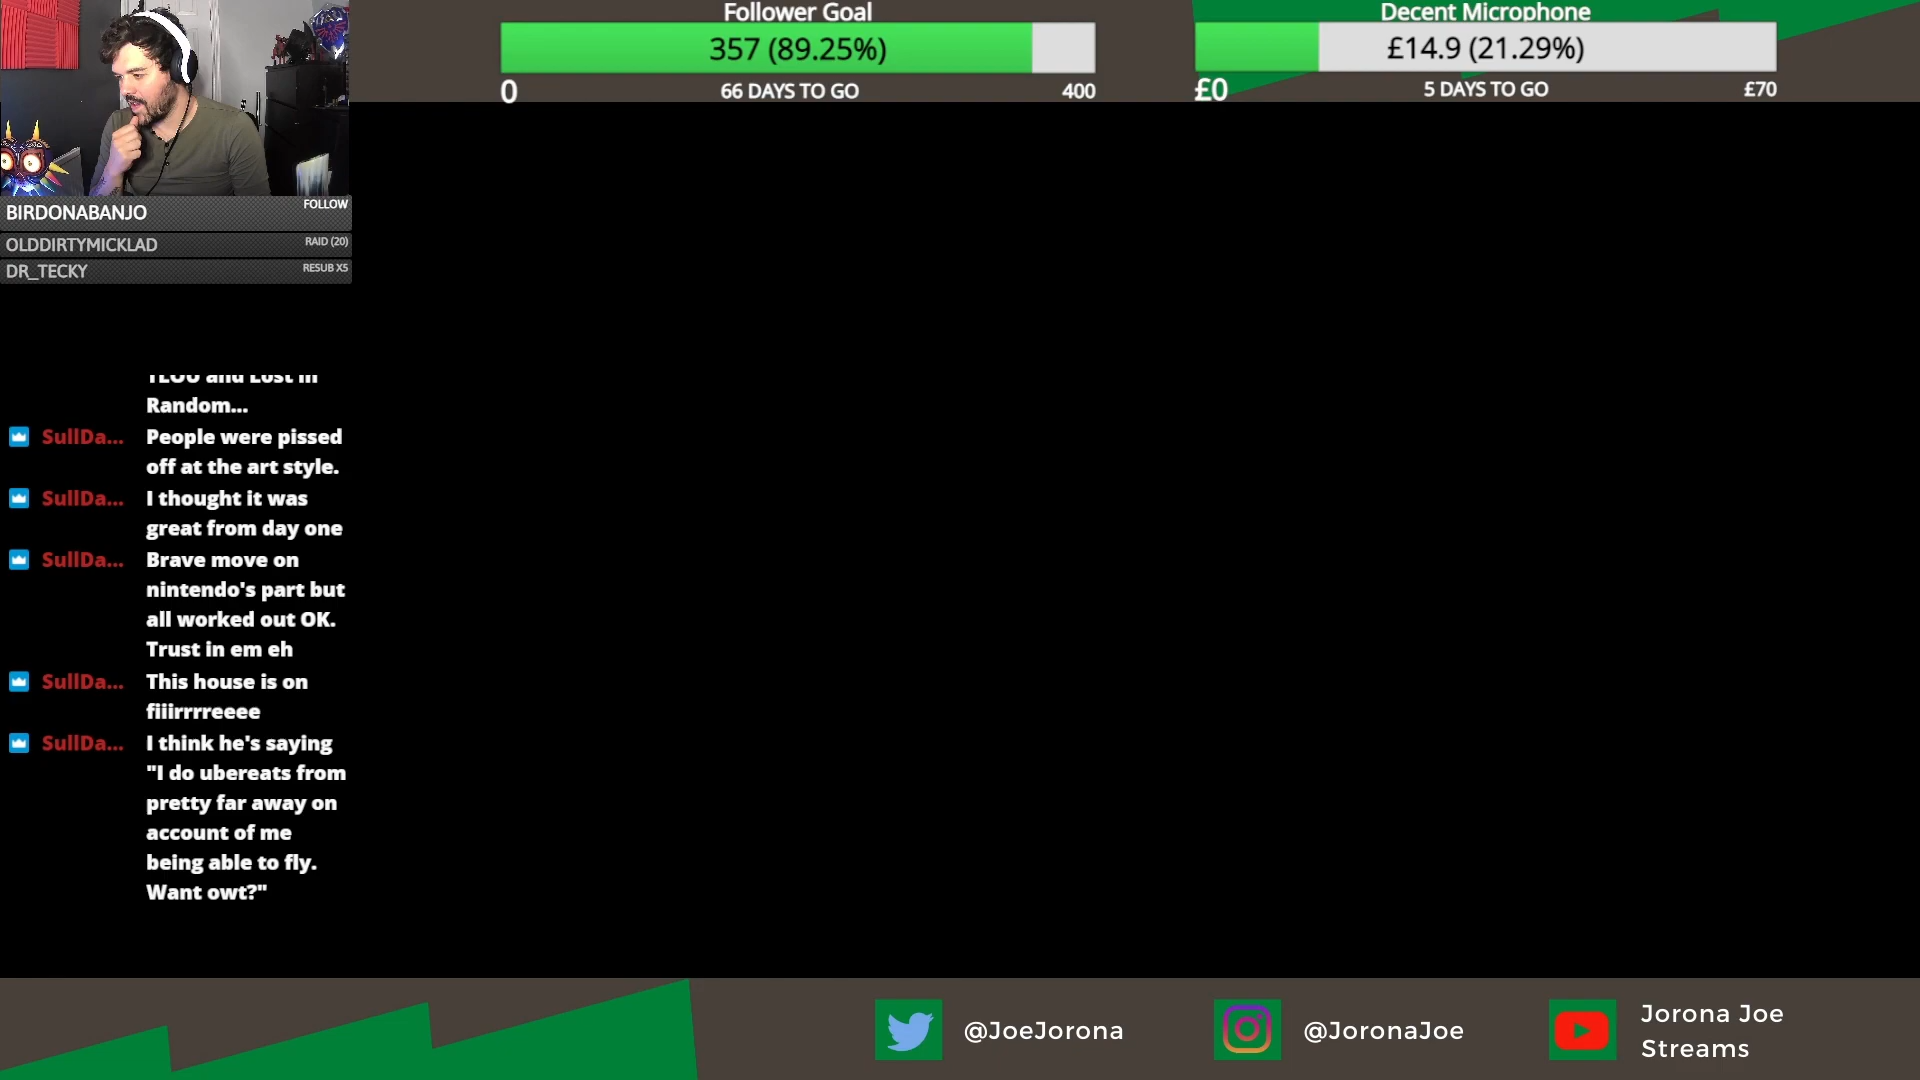 Follower Goal
357 (89.25%)
0
66 DAYS TO GO
400
Decent Microphone
£14.9 (21.29%)
£0
5 DAYS TO GO
£70
BIRDONABANJO
FOLLOW
OLDDIRTYMICKLAD
RAID (20)
DR_TECKY
RESUB X5
and Lost in
Random...
SullDa... People were pissed
off at the art style.
SullDa... I thought it was
great from day one
SullDa... Brave move on
nintendo's part but
all worked out OK.
Trust in em eh
SullDa... This house is on
fiiirrrreeee
SullDa... I think he's saying
"I do ubereats from
pretty far away on
account of me
being able to fly.
Want owt?"
@JoeJorona
@JoronaJoe
Jorona Joe
Streams